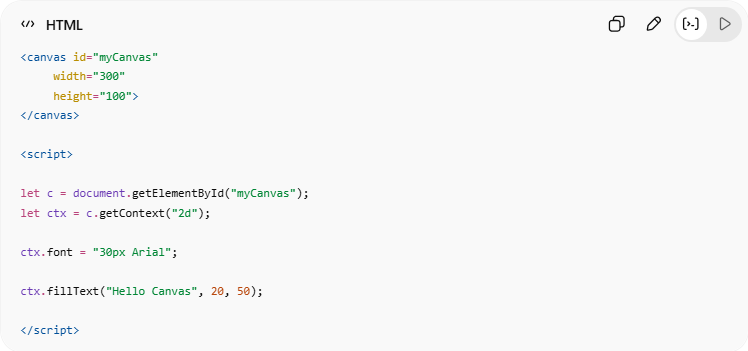 HTML
<canvas id="myCanvas"
width="300"
height="100">
</canvas>
<script>
let c = document.getElementById("myCanvas");
let ctx = c.getContext("2d");
ctx.font = "30px Arial";
ctx.fillText("Hello Canvas", 20, 50);
</script>